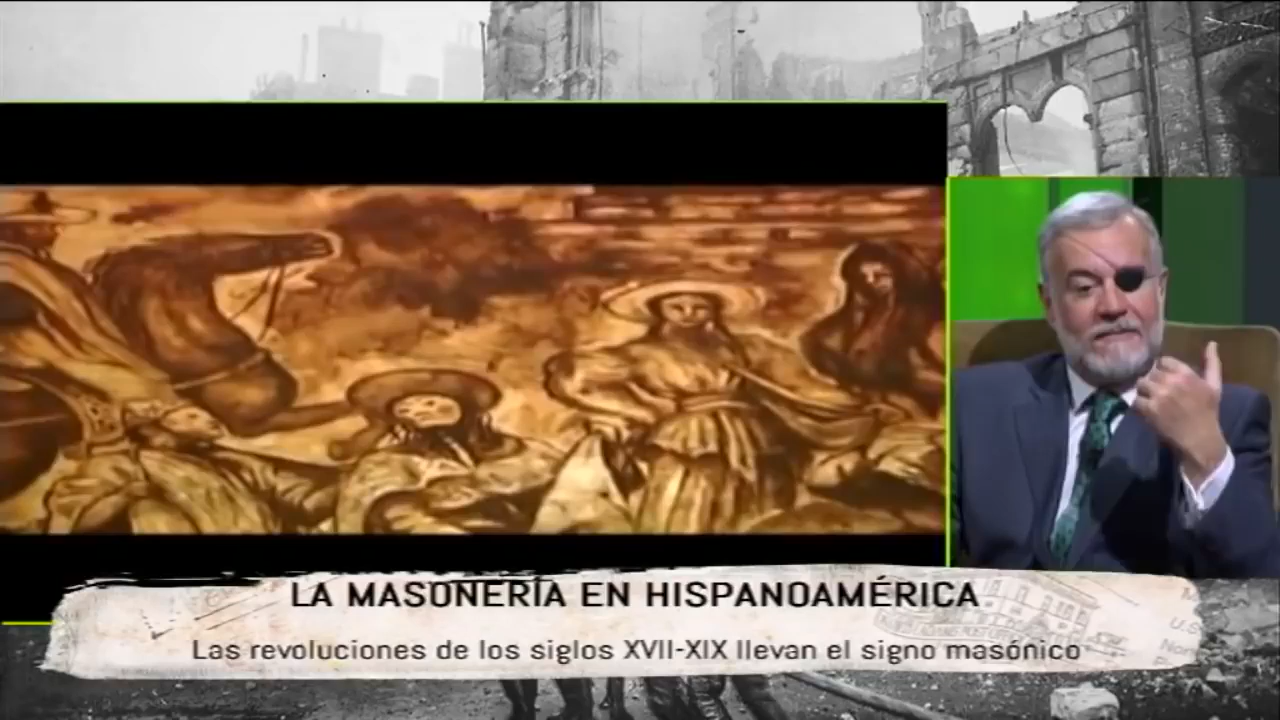 LA MASONERÍA EN HISPANOAMÉRICA
Las revoluciones de los siglos XVII-XIX llevan el signo masónico